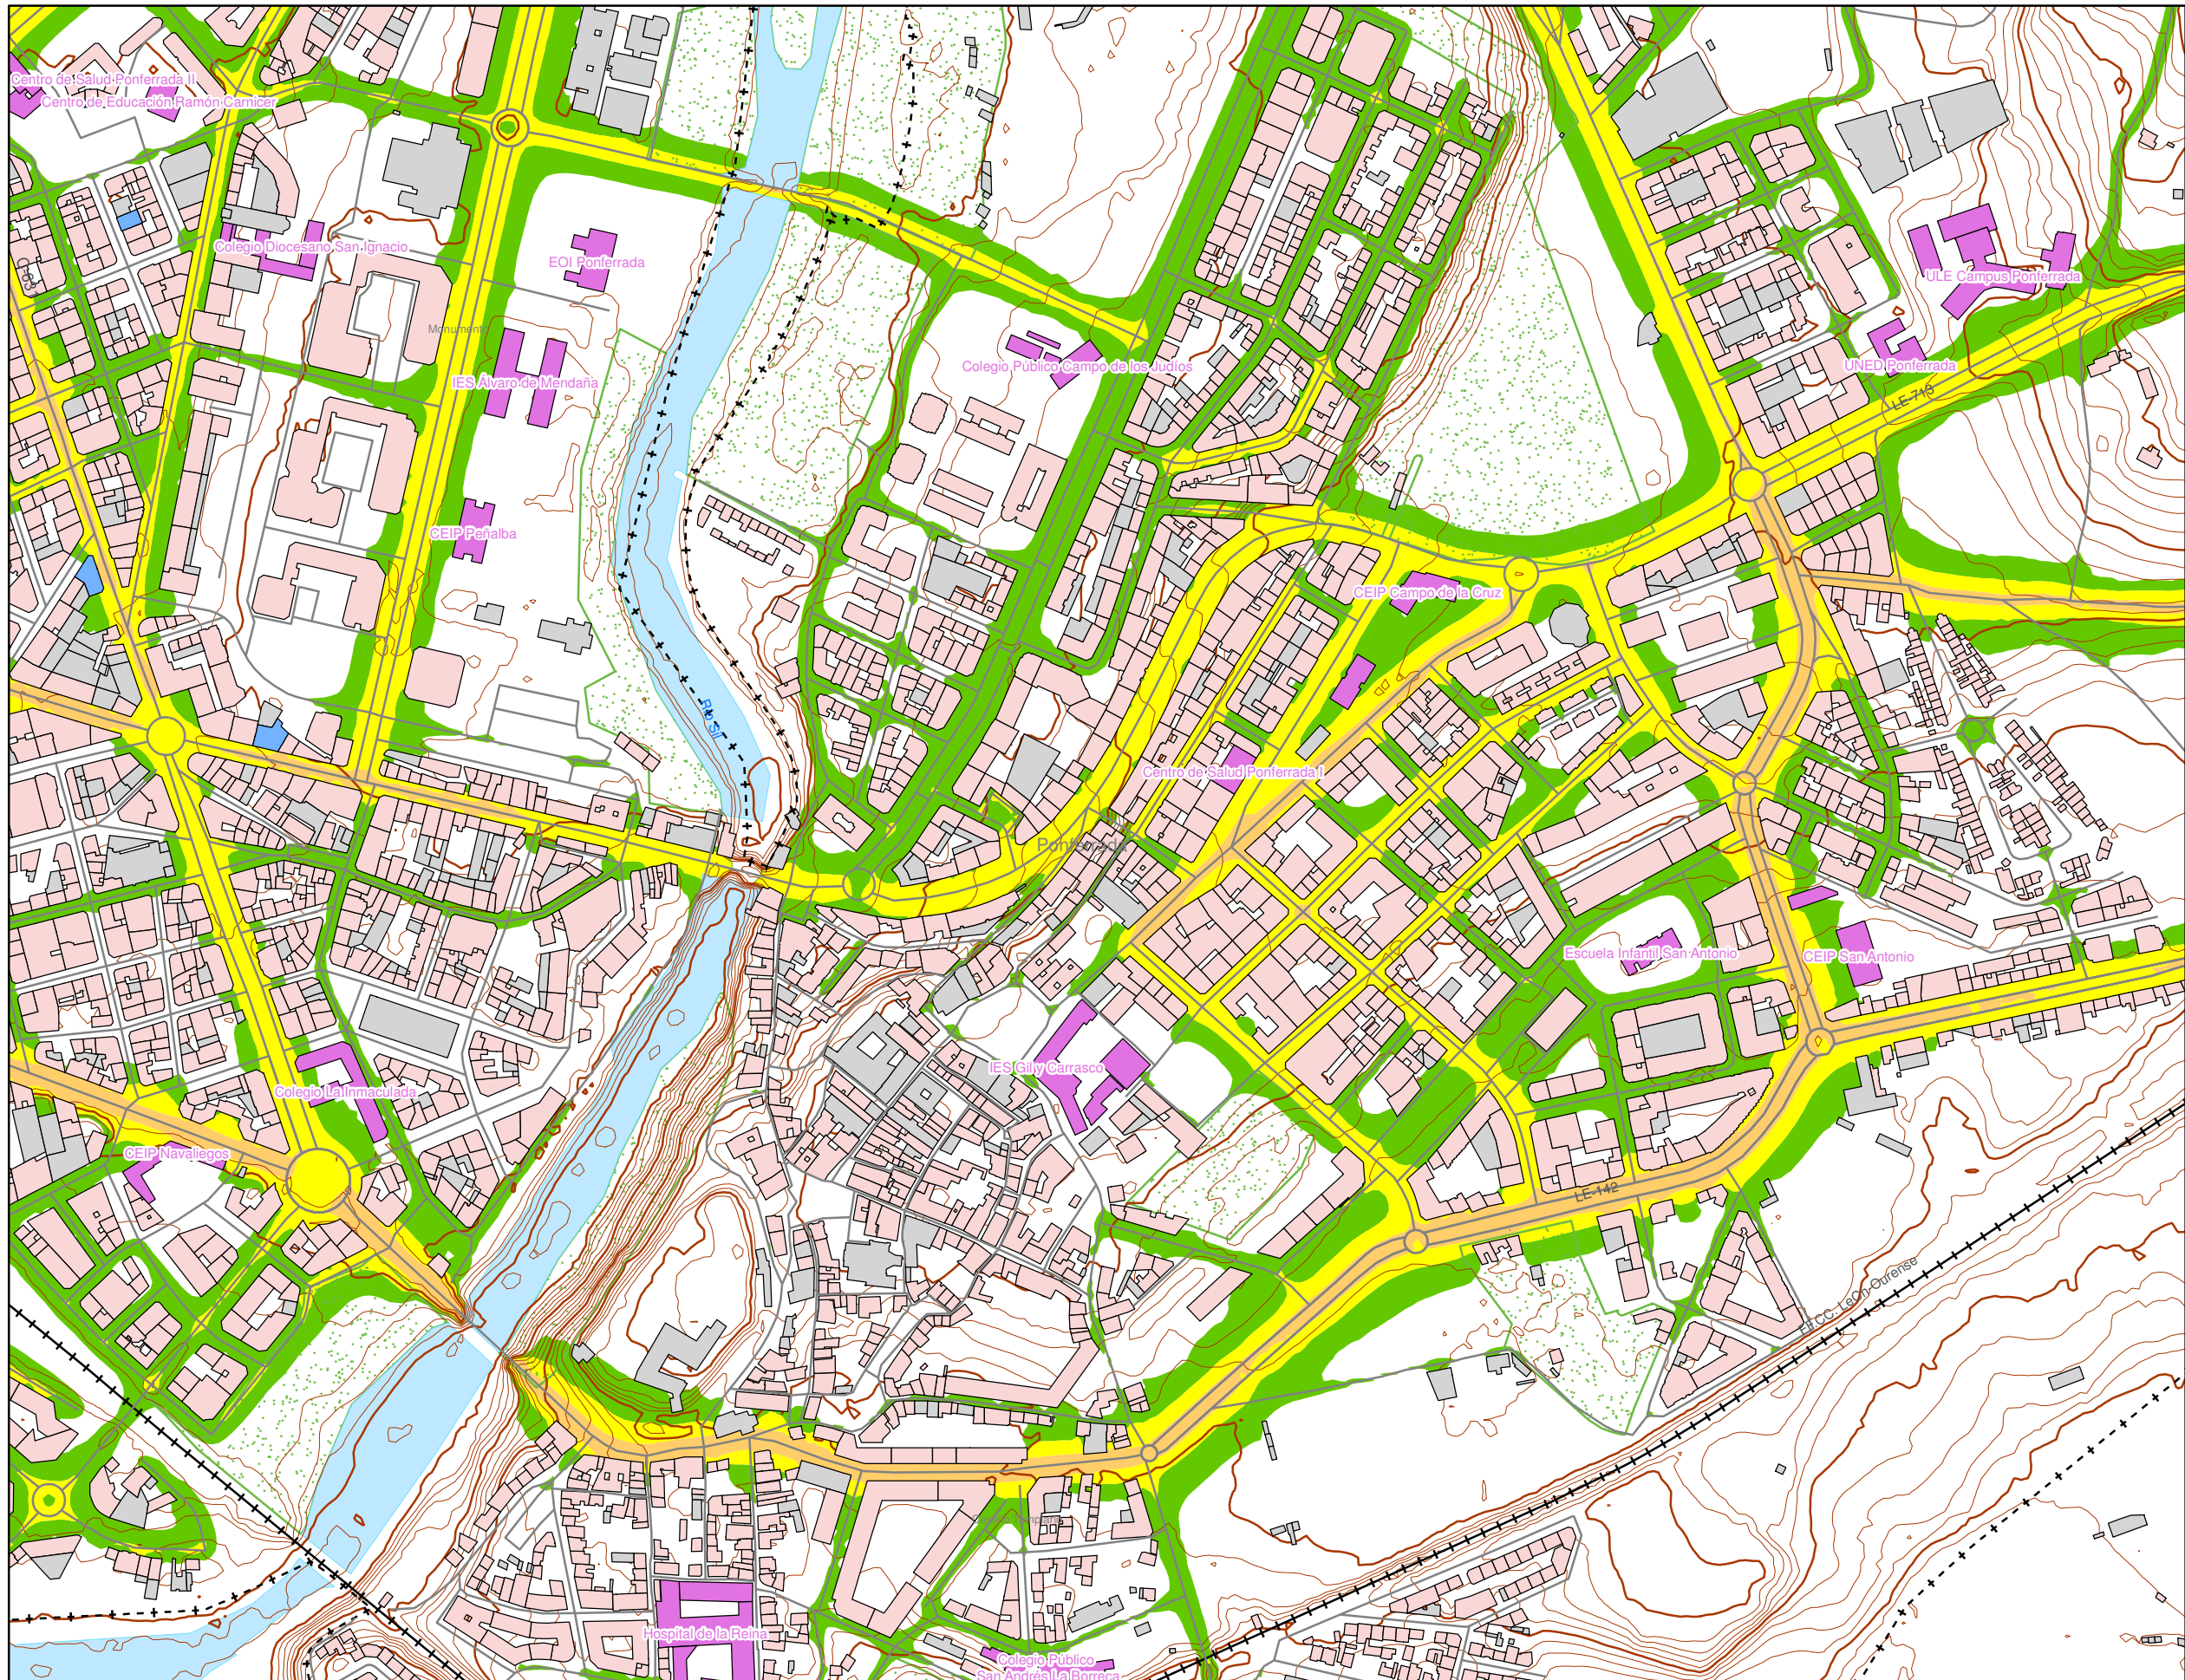 Centro de Salud Ponferrada II
Centro de Educación Ramón Carnicer
Colegio Diocesano San Ignacio
EOI Ponferrada
ULE Campus Ponferrada
Monumento
Colegio Público Campo de los Judíos
UNED Ponferrada
IES Álvaro de Mendaña
LE-713
CEIP Peñalba
CEIP Campo de la Cruz
Río Sil
Centro de Salud Ponferrada I
Ponferrada
Escuela Infantil San Antonio
CEIP San Antonio
IES Gil y Carrasco
Colegio La Inmaculada
CEIP Navaliegos
LE-142
FF.CC. León-Ourense
Hospital de la Reina
Colegio Público
San Andrés La Borreca